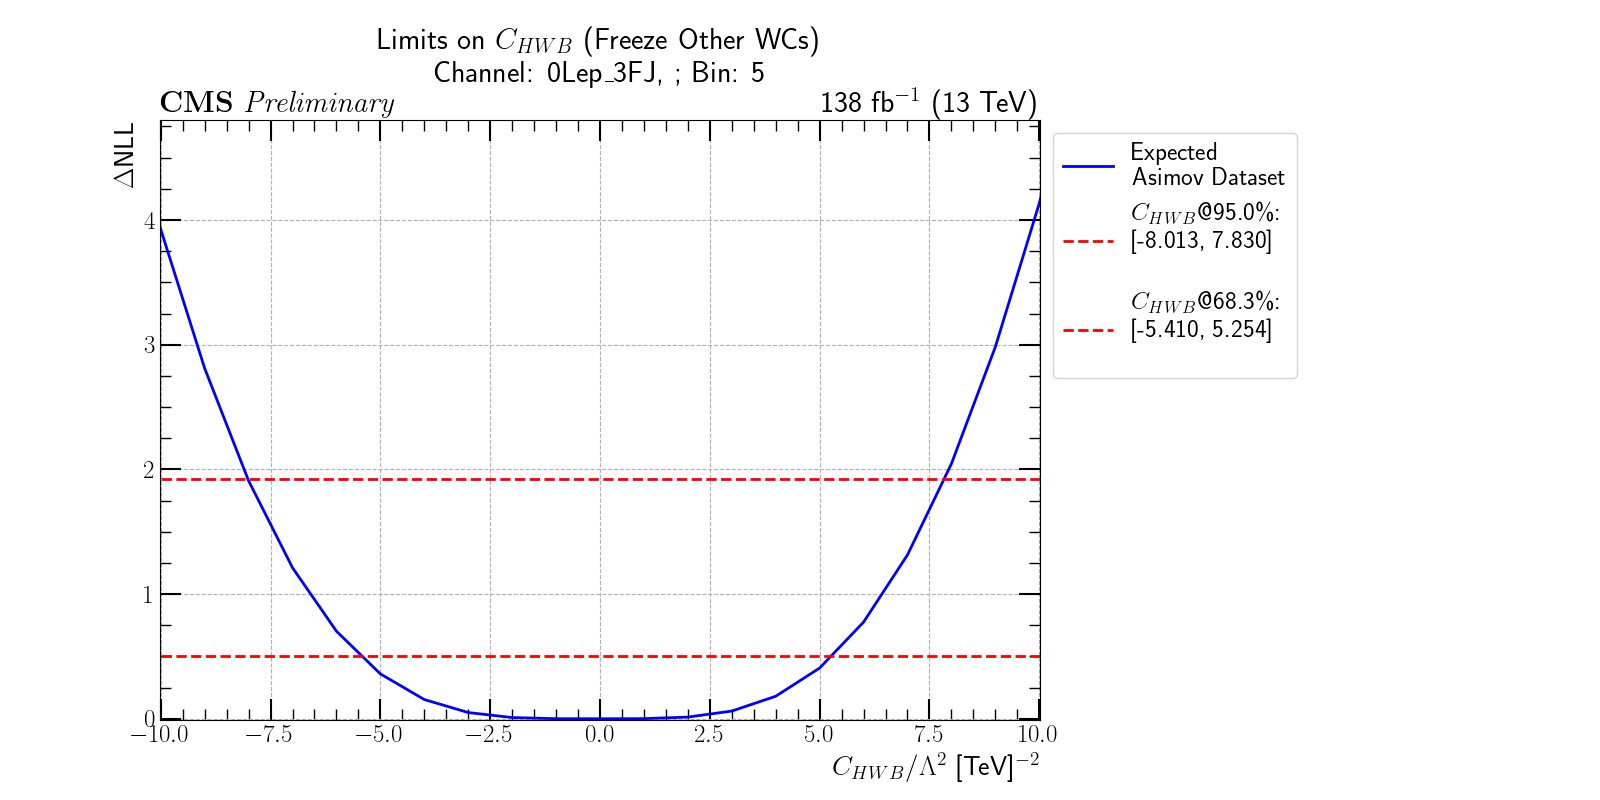 Limits on C_{HWB} (Freeze Other WCs)
Channel: 0Lep_3FJ, ; Bin: 5
CMS Preliminary 138 fb^{−1} (13 TeV)
ΔNLL
4
3
2
1
0
−10.0 −7.5 −5.0 −2.5 0.0 2.5 5.0 7.5 10.0
C_{HWB}/Λ^2 [TeV]^{−2}
Expected
Asimov Dataset
C_{HWB}@95.0%:
[-8.013, 7.830]
C_{HWB}@68.3%:
[-5.410, 5.254]